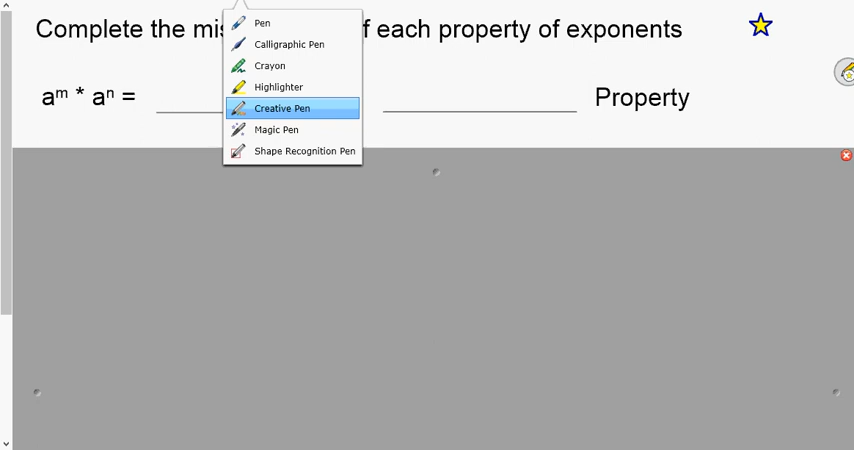 Complete the mis f each property of exponents
aᵐ * aⁿ = Property
Pen
Calligraphic Pen
Crayon
Highlighter
Creative Pen
Magic Pen
Shape Recognition Pen